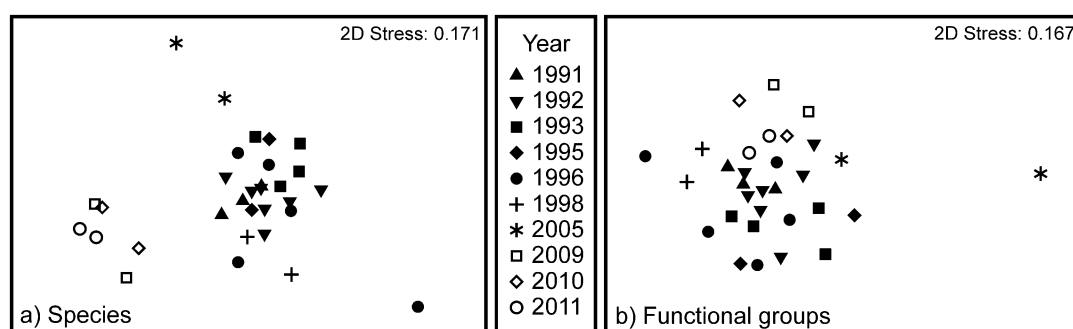 2D Stress: 0.171
a) Species
Year
1991
1992
1993
1995
1996
1998
2005
2009
2010
2011
2D Stress: 0.167
b) Functional groups